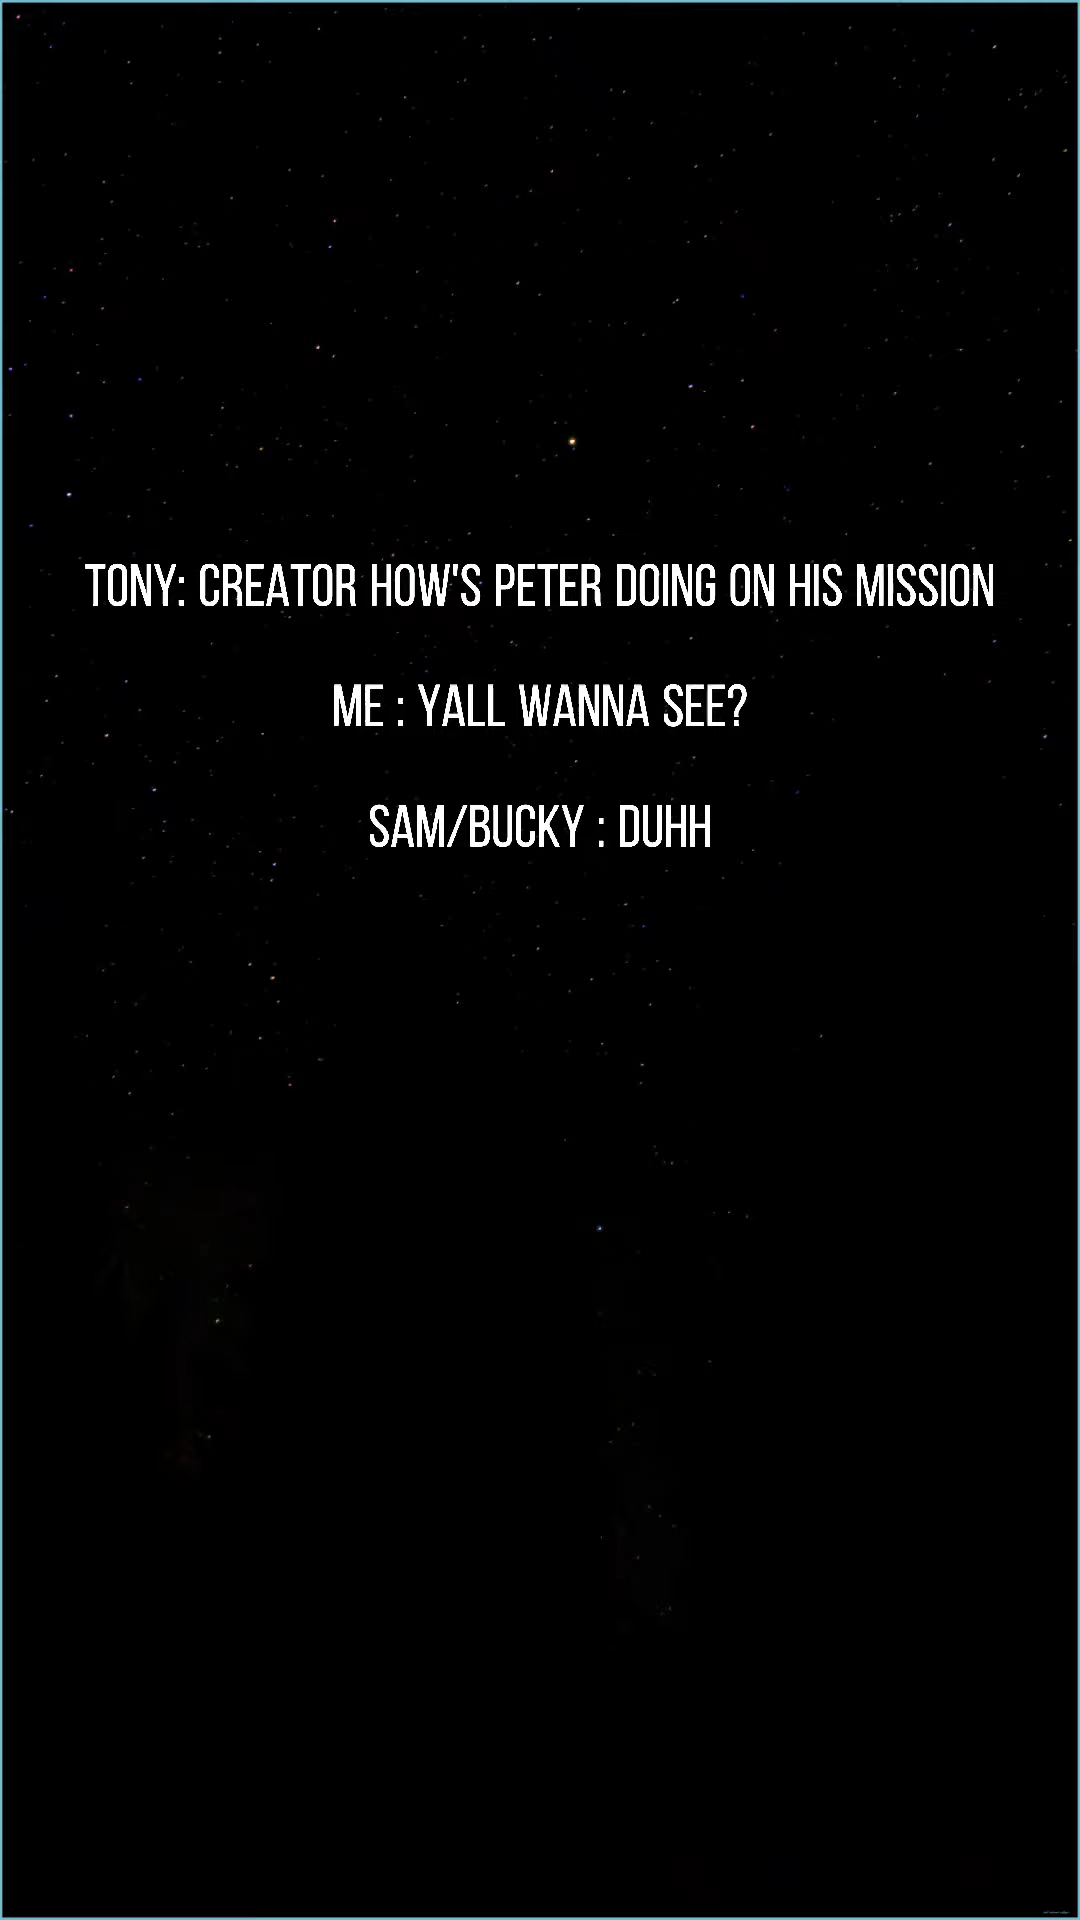 TONY: CREATOR HOW'S PETER DOING ON HIS MISSION
ME : YALL WANNA SEE?
SAM/BUCKY : DUHH